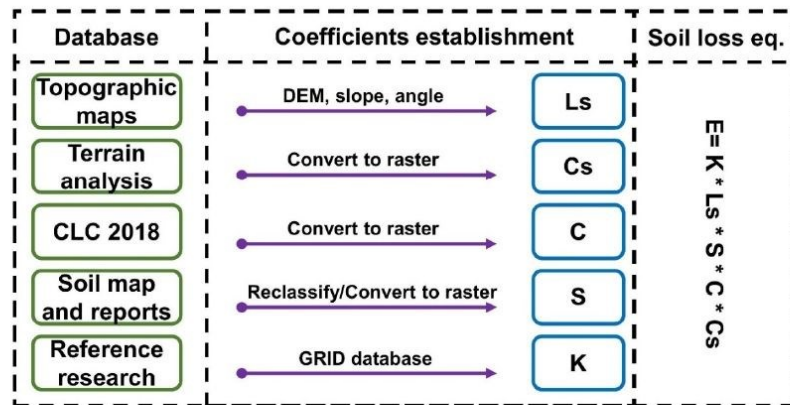 Database
Coefficients establishment
Soil loss eq.
Topographic
maps
DEM, slope, angle
Ls
Terrain
analysis
Convert to raster
Cs
CLC 2018
Convert to raster
C
Soil map
and reports
Reclassify/Convert to raster
S
Reference
research
GRID database
K
E= K * Ls * S * C * Cs